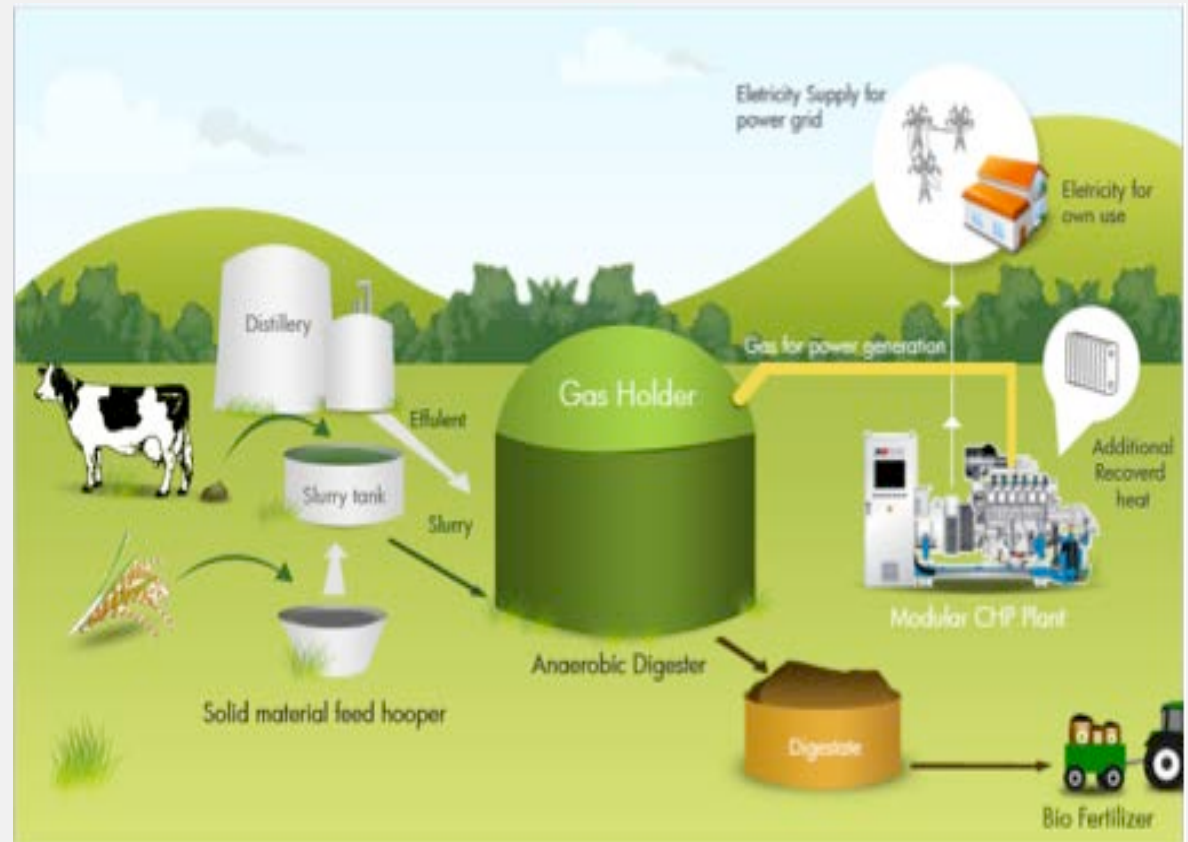 Eletricity Supply for
power grid
Eletricity for
own use
Distillery
Gas for power generation
Gas Holder
Effulent
Additional
Recoverd
heat
Slurry tank
Slurry
Modular CHP Plant
Anaerobic Digester
Solid material feed hooper
Digestate
Bio Fertilizer